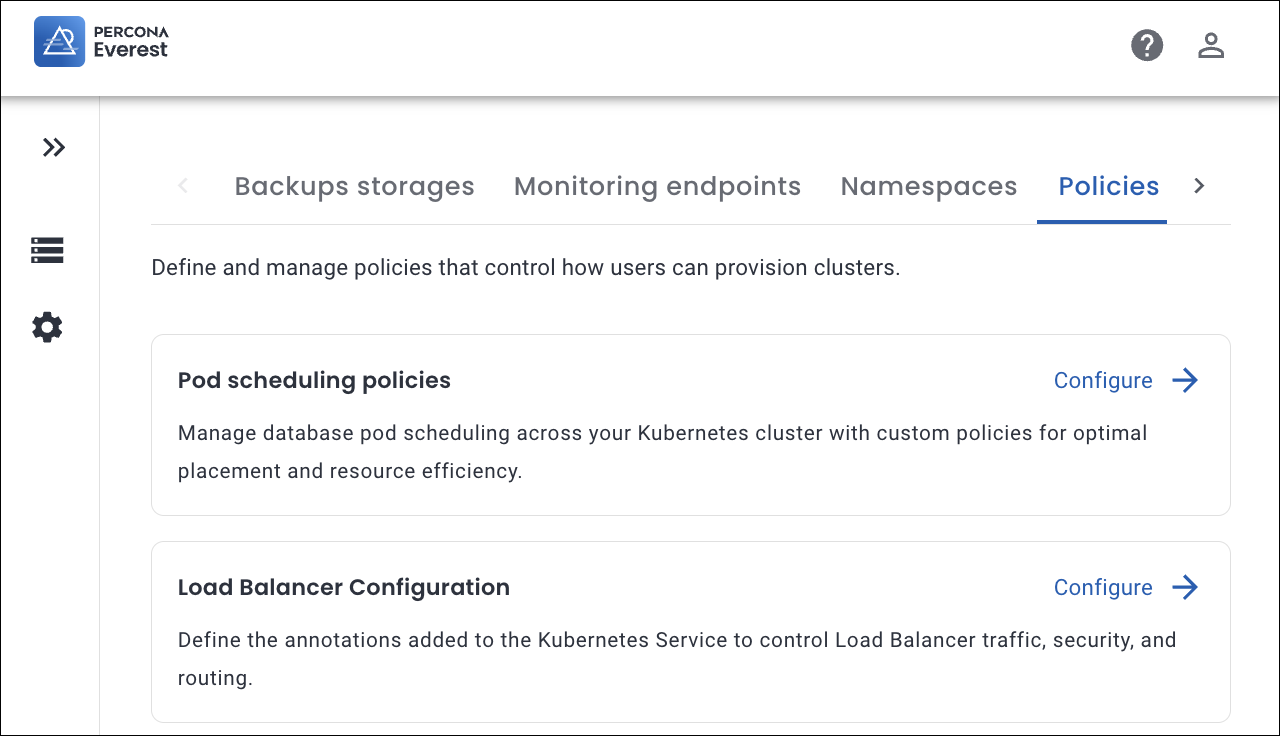 PERCONA
Everest
Backups storages Monitoring endpoints Namespaces Policies
Define and manage policies that control how users can provision clusters.
Pod scheduling policies Configure
Manage database pod scheduling across your Kubernetes cluster with custom policies for optimal
placement and resource efficiency.
Load Balancer Configuration Configure
Define the annotations added to the Kubernetes Service to control Load Balancer traffic, security, and
routing.